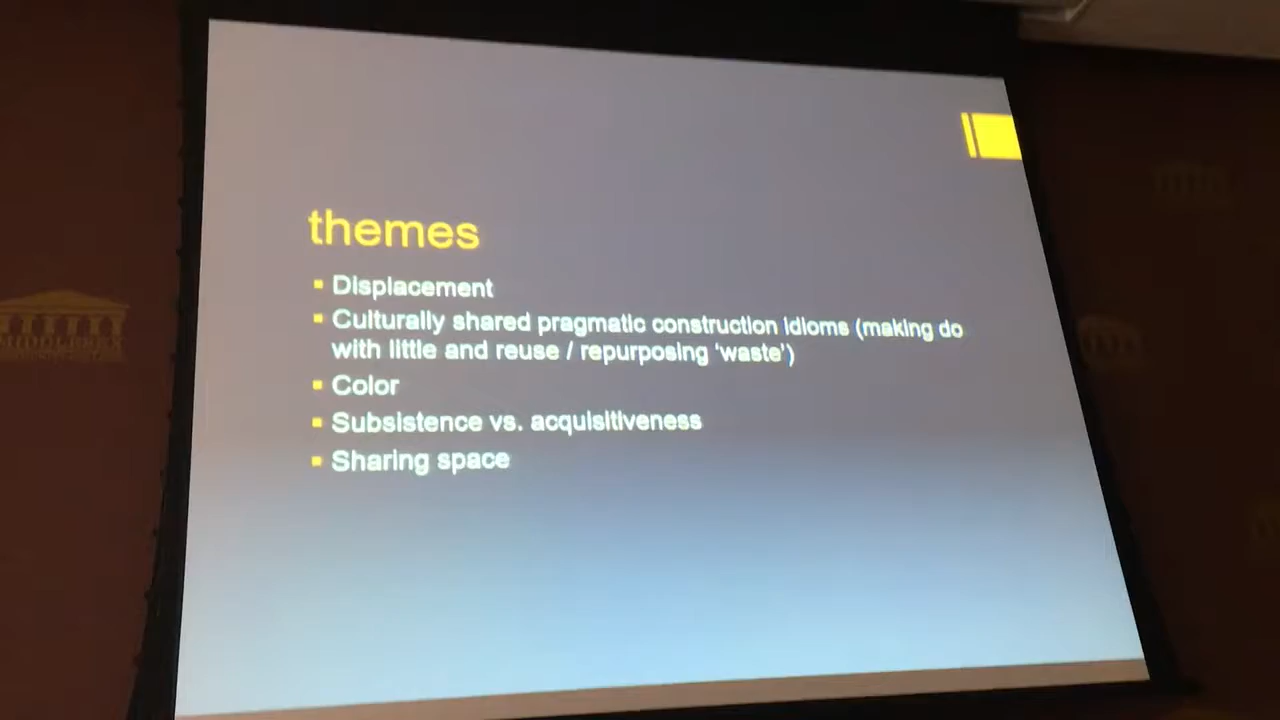 themes
▪ Displacement
▪ Culturally shared pragmatic construction idioms (making do
with little and reuse / repurposing 'waste')
▪ Color
▪ Subsistence vs. acquisitiveness
▪ Sharing space
MIDDLESEX